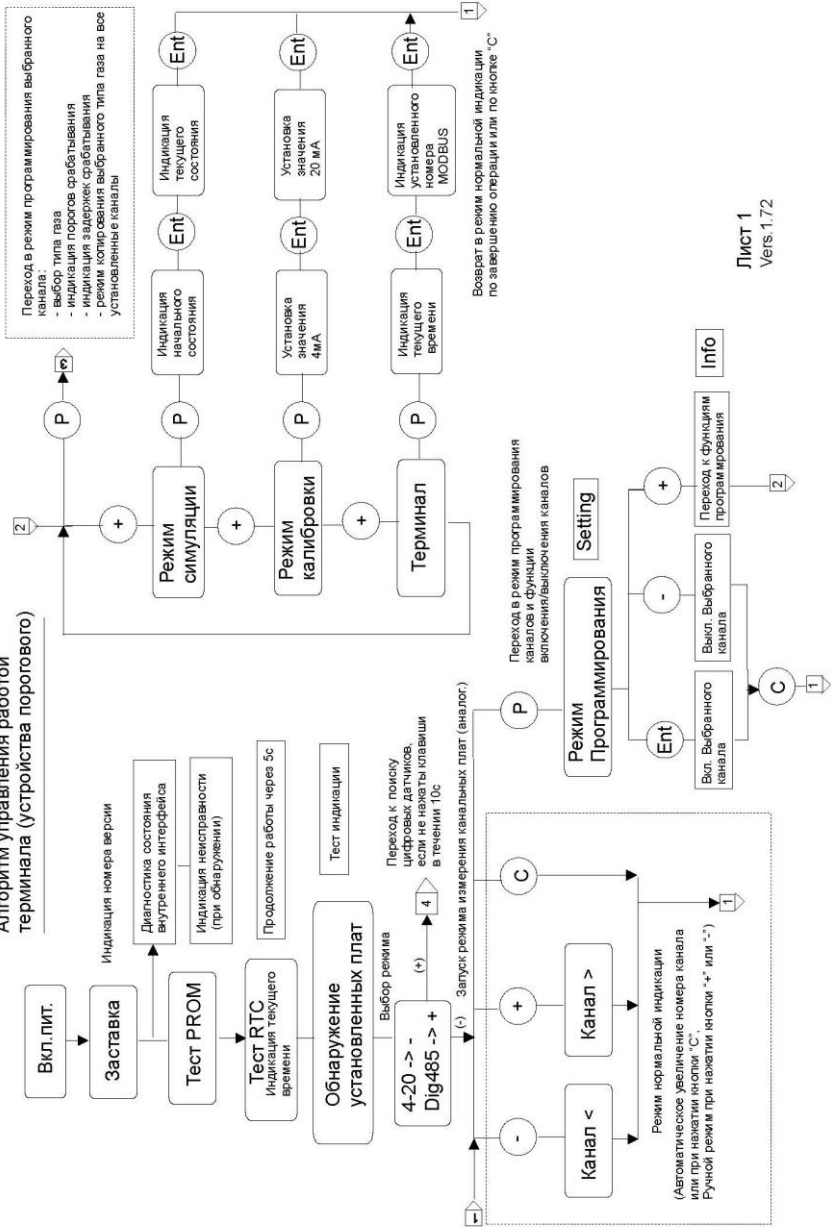 Алгоритм управления работой
терминала (устройства порогового)
Вкл.пит.
Заставка
Индикация номера версии
Диагностика состояния
внутреннего интерфейса
Индикация неисправности
(при обнаружении)
Тест PROM
Тест RTC
Индикация текущего
времени
Продолжение работы через 5с
Обнаружение
установленных плат
Тест индикации
Выбор режима
4-20 -> -
Dig485 -> +
(+)
4
Переход к поиску
цифровых датчиков,
если не нажаты клавиши
в течении 10с
(-)
Запуск режима измерения канальных плат (аналог.)
1
-
+
C
Канал <
Канал >
1
Режим нормальной индикации
(Автоматическое увеличение номера канала
или при нажатии кнопки "С",
Ручной режим при нажатии кнопки "+" или "-")
P
Переход в режим программирования
каналов и функции
включения/выключения каналов
Режим
Программирования
Setting
Ent
-
+
Info
Вкл. Выбранного
канала
Выкл. Выбранного
канала
Переход к функциям
программирования
C
1
2
2
P
3
Переход в режим программирования выбранного
канала:
- выбор типа газа
- индикация порогов срабатывания
- индикация задержек срабатывания
- режим копирования выбранного типа газа на все
установленные каналы
+
Режим
симуляции
P
Индикация
начального
состояния
Ent
Индикация
текущего
состояния
Ent
+
Режим
калибровки
P
Установка
значения
4мА
Ent
Установка
значения
20 мА
Ent
+
Терминал
P
Индикация
текущего
времени
Ent
Индикация
установленного
номера
MODBUS
Ent
1
Возврат в режим нормальной индикации
по завершению операции или по кнопке "С"
Лист 1
Vers.1.72